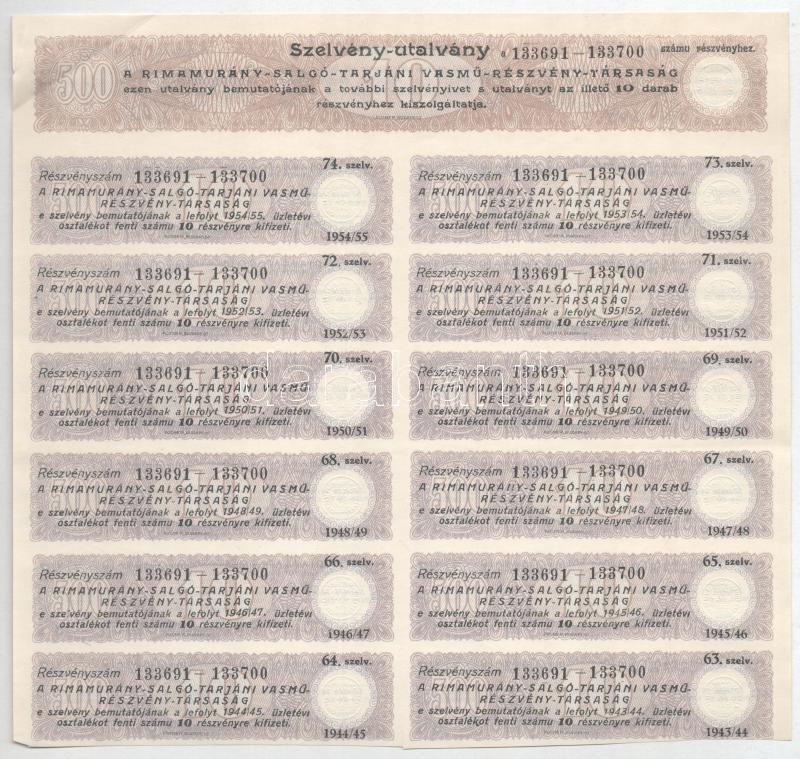 Szelvény-utalvány a 133691-133700 számu részvényhez.
500
A RIMAMURÁNY-SALGÓ-TARJÁNI VASMŰ-RÉSZVÉNY-TÁRSASÁG
ezen utalvány bemutatójának a további szelvényivet s utalványt az illető 10 darab
részvényhez kiszolgáltatja.
74. szelv.
Részvényszám 133691-133700
A RIMAMURÁNY-SALGÓ-TARJÁNI VASMŰ-
RÉSZVÉNY-TÁRSASÁG
e szelvény bemutatójának a lefolyt 1954/55. üzletévi
osztalékot fenti számu 10 részvényre kifizeti.
1954/55
73. szelv.
Részvényszám 133691-133700
A RIMAMURÁNY-SALGÓ-TARJÁNI VASMŰ-
RÉSZVÉNY-TÁRSASÁG
e szelvény bemutatójának a lefolyt 1953/54. üzletévi
osztalékot fenti számu 10 részvényre kifizeti.
1953/54
72. szelv.
Részvényszám 133691-133700
A RIMAMURÁNY-SALGÓ-TARJÁNI VASMŰ-
RÉSZVÉNY-TÁRSASÁG
e szelvény bemutatójának a lefolyt 1952/53. üzletévi
osztalékot fenti számu 10 részvényre kifizeti.
1952/53
71. szelv.
Részvényszám 133691-133700
A RIMAMURÁNY-SALGÓ-TARJÁNI VASMŰ-
RÉSZVÉNY-TÁRSASÁG
e szelvény bemutatójának a lefolyt 1951/52. üzletévi
osztalékot fenti számu 10 részvényre kifizeti.
1951/52
70. szelv.
Részvényszám 133691-133700
A RIMAMURÁNY-SALGÓ-TARJÁNI VASMŰ-
RÉSZVÉNY-TÁRSASÁG
e szelvény bemutatójának a lefolyt 1950/51. üzletévi
osztalékot fenti számu 10 részvényre kifizeti.
1950/51
69. szelv.
Részvényszám 133691-133700
A RIMAMURÁNY-SALGÓ-TARJÁNI VASMŰ-
RÉSZVÉNY-TÁRSASÁG
e szelvény bemutatójának a lefolyt 1949/50. üzletévi
osztalékot fenti számu 10 részvényre kifizeti.
1949/50
68. szelv.
Részvényszám 133691-133700
A RIMAMURÁNY-SALGÓ-TARJÁNI VASMŰ-
RÉSZVÉNY-TÁRSASÁG
e szelvény bemutatójának a lefolyt 1948/49. üzletévi
osztalékot fenti számu 10 részvényre kifizeti.
1948/49
67. szelv.
Részvényszám 133691-133700
A RIMAMURÁNY-SALGÓ-TARJÁNI VASMŰ-
RÉSZVÉNY-TÁRSASÁG
e szelvény bemutatójának a lefolyt 1947/48. üzletévi
osztalékot fenti számu 10 részvényre kifizeti.
1947/48
66. szelv.
Részvényszám 133691-133700
A RIMAMURÁNY-SALGÓ-TARJÁNI VASMŰ-
RÉSZVÉNY-TÁRSASÁG
e szelvény bemutatójának a lefolyt 1946/47. üzletévi
osztalékot fenti számu 10 részvényre kifizeti.
1946/47
65. szelv.
Részvényszám 133691-133700
A RIMAMURÁNY-SALGÓ-TARJÁNI VASMŰ-
RÉSZVÉNY-TÁRSASÁG
e szelvény bemutatójának a lefolyt 1945/46. üzletévi
osztalékot fenti számu 10 részvényre kifizeti.
1945/46
64. szelv.
Részvényszám 133691-133700
A RIMAMURÁNY-SALGÓ-TARJÁNI VASMŰ-
RÉSZVÉNY-TÁRSASÁG
e szelvény bemutatójának a lefolyt 1944/45. üzletévi
osztalékot fenti számu 10 részvényre kifizeti.
1944/45
63. szelv.
Részvényszám 133691-133700
A RIMAMURÁNY-SALGÓ-TARJÁNI VASMŰ-
RÉSZVÉNY-TÁRSASÁG
e szelvény bemutatójának a lefolyt 1943/44. üzletévi
osztalékot fenti számu 10 részvényre kifizeti.
1943/44